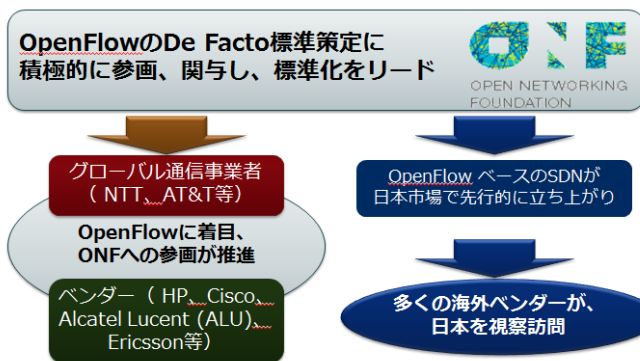 OpenFlowのDe Facto標準策定に
積極的に参画、関与し、標準化をリード
ONF
OPEN NETWORKING
FOUNDATION
グローバル通信事業者
（ NTT、AT&T等）
OpenFlowに着目、
ONFへの参画が推進
ベンダー（ HP、Cisco、
Alcatel Lucent (ALU)、
Ericsson等）
OpenFlow ベースのSDNが
日本市場で先行的に立ち上がり
多くの海外ベンダーが、
日本を視察訪問